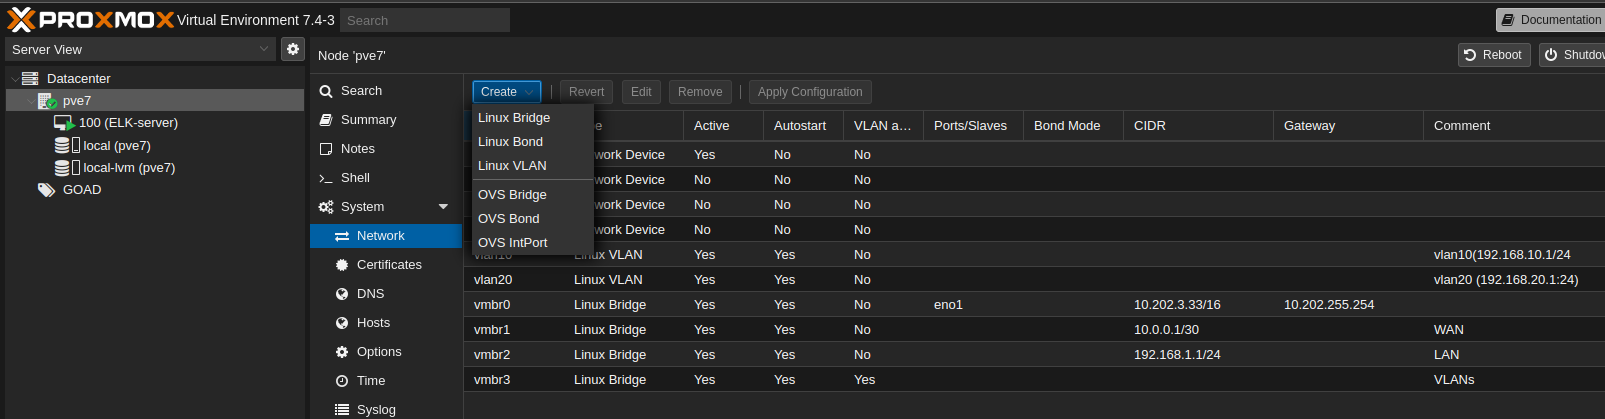 PROXMOX Virtual Environment 7.4-3 Search Documentation
Server View Node 'pve7' Reboot Shutdow
Datacenter
pve7
100 (ELK-server)
local (pve7)
local-lvm (pve7)
GOAD
Search
Summary
Notes
Shell
System
Network
Certificates
DNS
Hosts
Options
Time
Syslog
Create Revert Edit Remove Apply Configuration
Linux Bridge
Linux Bond
Linux VLAN
OVS Bridge
OVS Bond
OVS IntPort
e Active Autostart VLAN a... Ports/Slaves Bond Mode CIDR Gateway Comment
work Device Yes No No
work Device No No No
work Device No No No
work Device No No No
vlan10 Linux VLAN Yes Yes No vlan10(192.168.10.1/24
vlan20 Linux VLAN Yes Yes No vlan20 (192.168.20.1:24)
vmbr0 Linux Bridge Yes Yes No eno1 10.202.3.33/16 10.202.255.254
vmbr1 Linux Bridge Yes Yes No 10.0.0.1/30 WAN
vmbr2 Linux Bridge Yes Yes No 192.168.1.1/24 LAN
vmbr3 Linux Bridge Yes Yes Yes VLANs